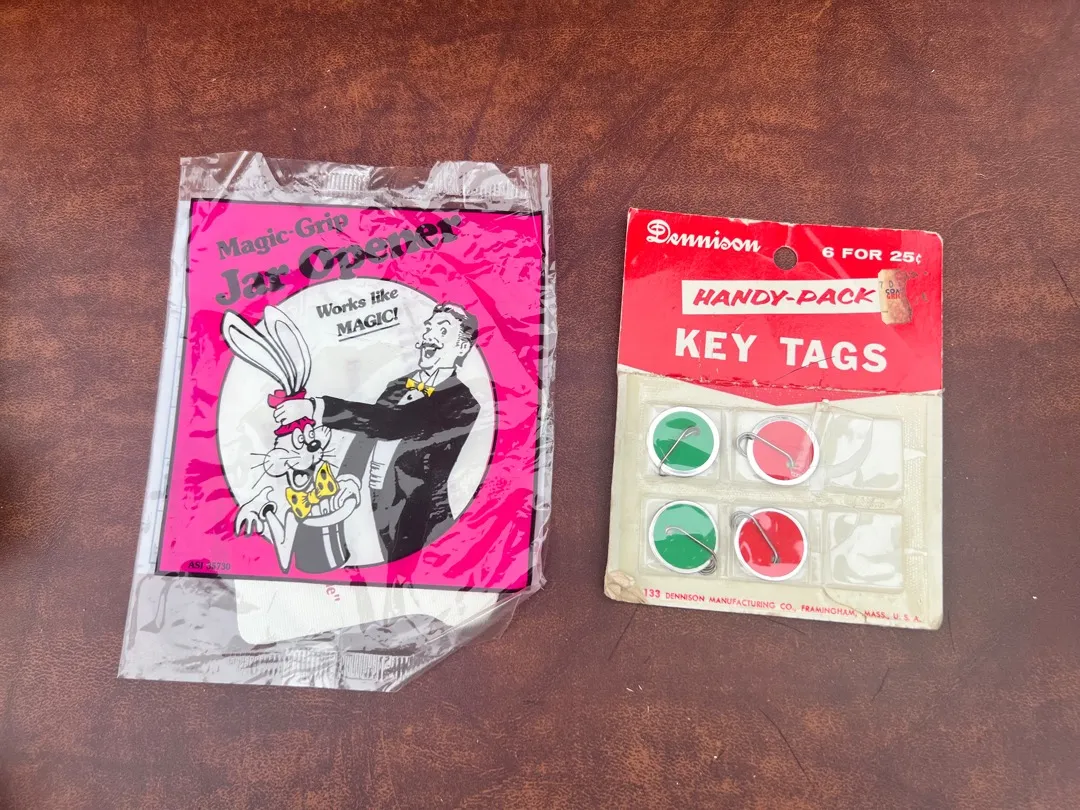 Magic-Grip
Jar Opener
Works like
MAGIC!
ASI 35730
Dennison
6 FOR 25¢
HANDY-PACK
KEY TAGS
133 DENNISON MANUFACTURING CO., FRAMINGHAM, MASS., U. S. A.